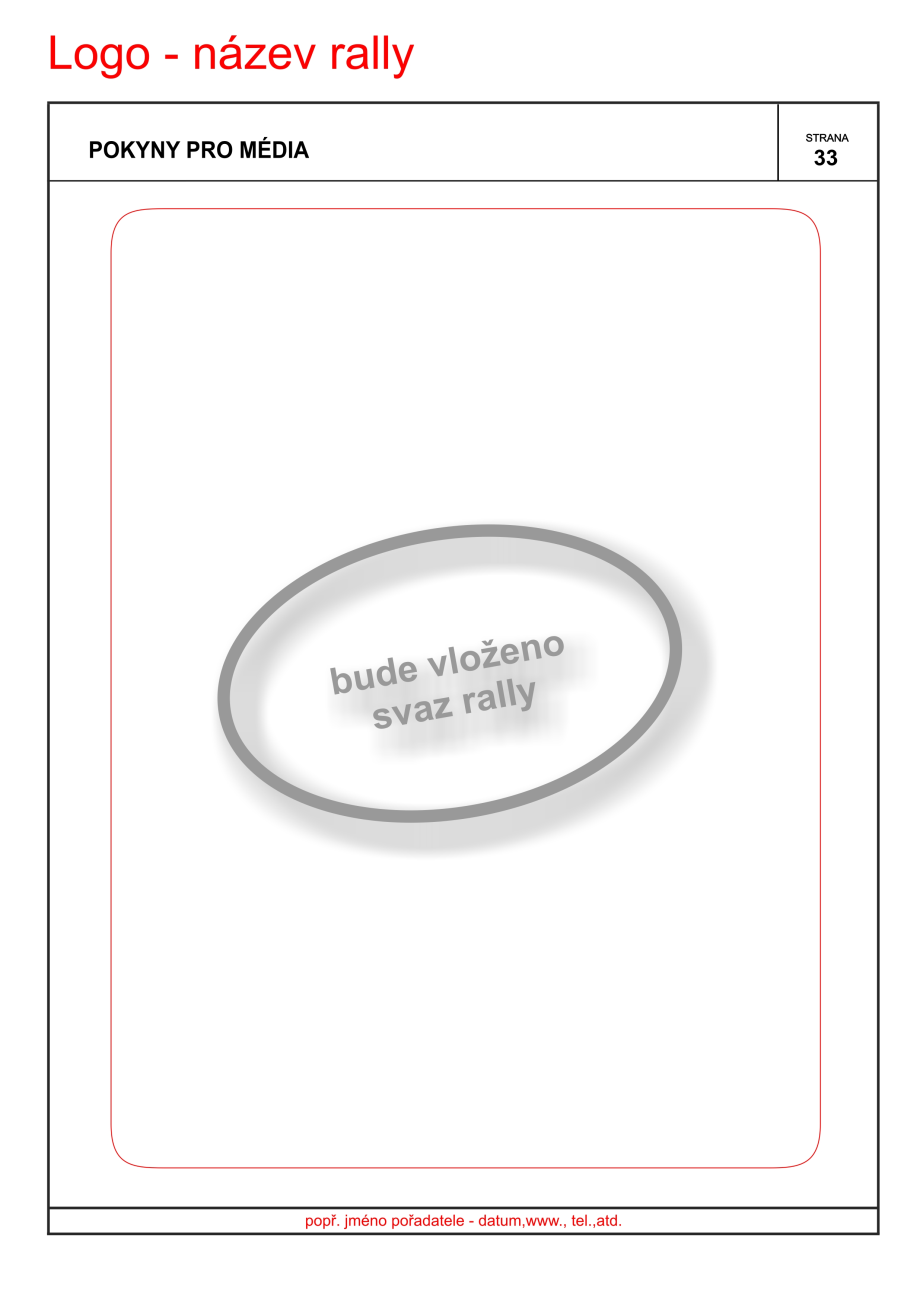 Logo - název rally
POKYNY PRO MÉDIA
STRANA
33
bude vloženo
svaz rally
popř. jméno pořadatele - datum,www., tel.,atd.